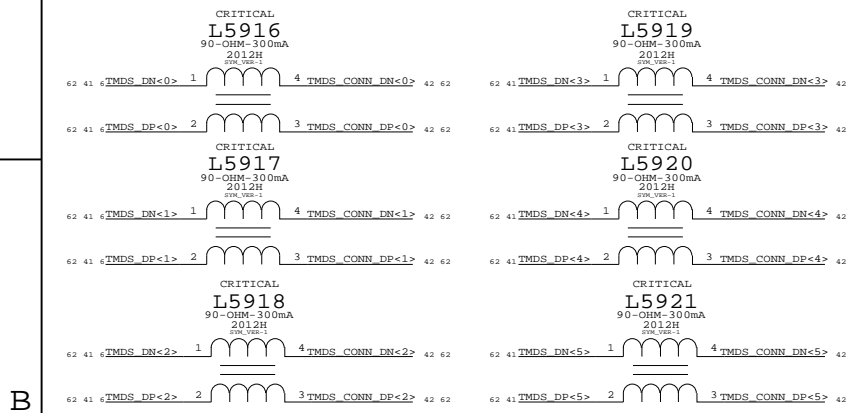 CRITICAL
L5916
90-OHM-300mA
2012H
SYM_VER-1
62 41 6 TMDS_DN<0> 1 4 TMDS_CONN_DN<0> 42 62
62 41 6 TMDS_DP<0> 2 3 TMDS_CONN_DP<0> 42 62
CRITICAL
L5917
90-OHM-300mA
2012H
SYM_VER-1
62 41 6 TMDS_DN<1> 1 4 TMDS_CONN_DN<1> 42 62
62 41 6 TMDS_DP<1> 2 3 TMDS_CONN_DP<1> 42 62
CRITICAL
L5918
90-OHM-300mA
2012H
SYM_VER-1
62 41 6 TMDS_DN<2> 1 4 TMDS_CONN_DN<2> 42 62
62 41 6 TMDS_DP<2> 2 3 TMDS_CONN_DP<2> 42 62
CRITICAL
L5919
90-OHM-300mA
2012H
SYM_VER-1
62 41 TMDS_DN<3> 1 4 TMDS_CONN_DN<3> 42
62 41 TMDS_DP<3> 2 3 TMDS_CONN_DP<3> 42
CRITICAL
L5920
90-OHM-300mA
2012H
SYM_VER-1
62 41 TMDS_DN<4> 1 4 TMDS_CONN_DN<4> 42
62 41 TMDS_DP<4> 2 3 TMDS_CONN_DP<4> 42
CRITICAL
L5921
90-OHM-300mA
2012H
SYM_VER-1
62 41 TMDS_DN<5> 1 4 TMDS_CONN_DN<5> 42
62 41 TMDS_DP<5> 2 3 TMDS_CONN_DP<5> 42
B